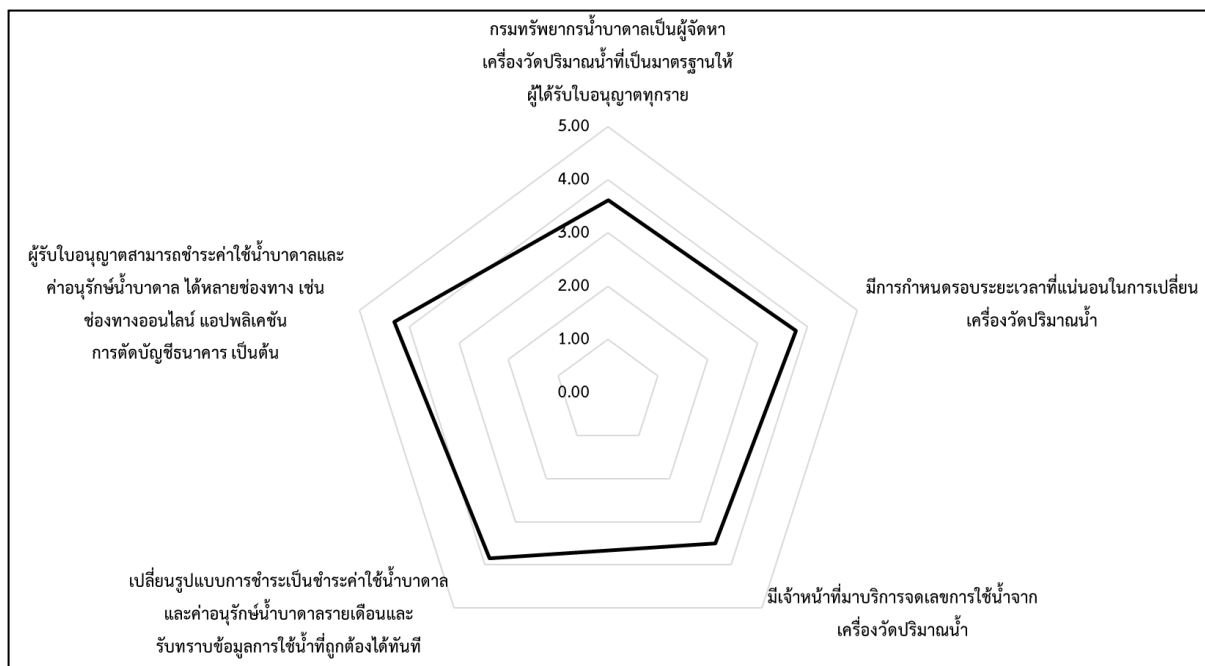 กรมทรัพยากรน้ำบาดาลเป็นผู้จัดหา
เครื่องวัดปริมาณน้ำที่เป็นมาตรฐานให้
ผู้ได้รับใบอนุญาตทุกราย
5.00
4.00
3.00
2.00
1.00
0.00
มีการกำหนดรอบระยะเวลาที่แน่นอนในการเปลี่ยน
เครื่องวัดปริมาณน้ำ
มีเจ้าหน้าที่มาบริการจดเลขการใช้น้ำจาก
เครื่องวัดปริมาณน้ำ
เปลี่ยนรูปแบบการชำระเป็นชำระค่าใช้น้ำบาดาล
และค่าอนุรักษ์น้ำบาดาลรายเดือนและ
รับทราบข้อมูลการใช้น้ำที่ถูกต้องได้ทันที
ผู้รับใบอนุญาตสามารถชำระค่าใช้น้ำบาดาลและ
ค่าอนุรักษ์น้ำบาดาล ได้หลายช่องทาง เช่น
ช่องทางออนไลน์ แอปพลิเคชัน
การตัดบัญชีธนาคาร เป็นต้น